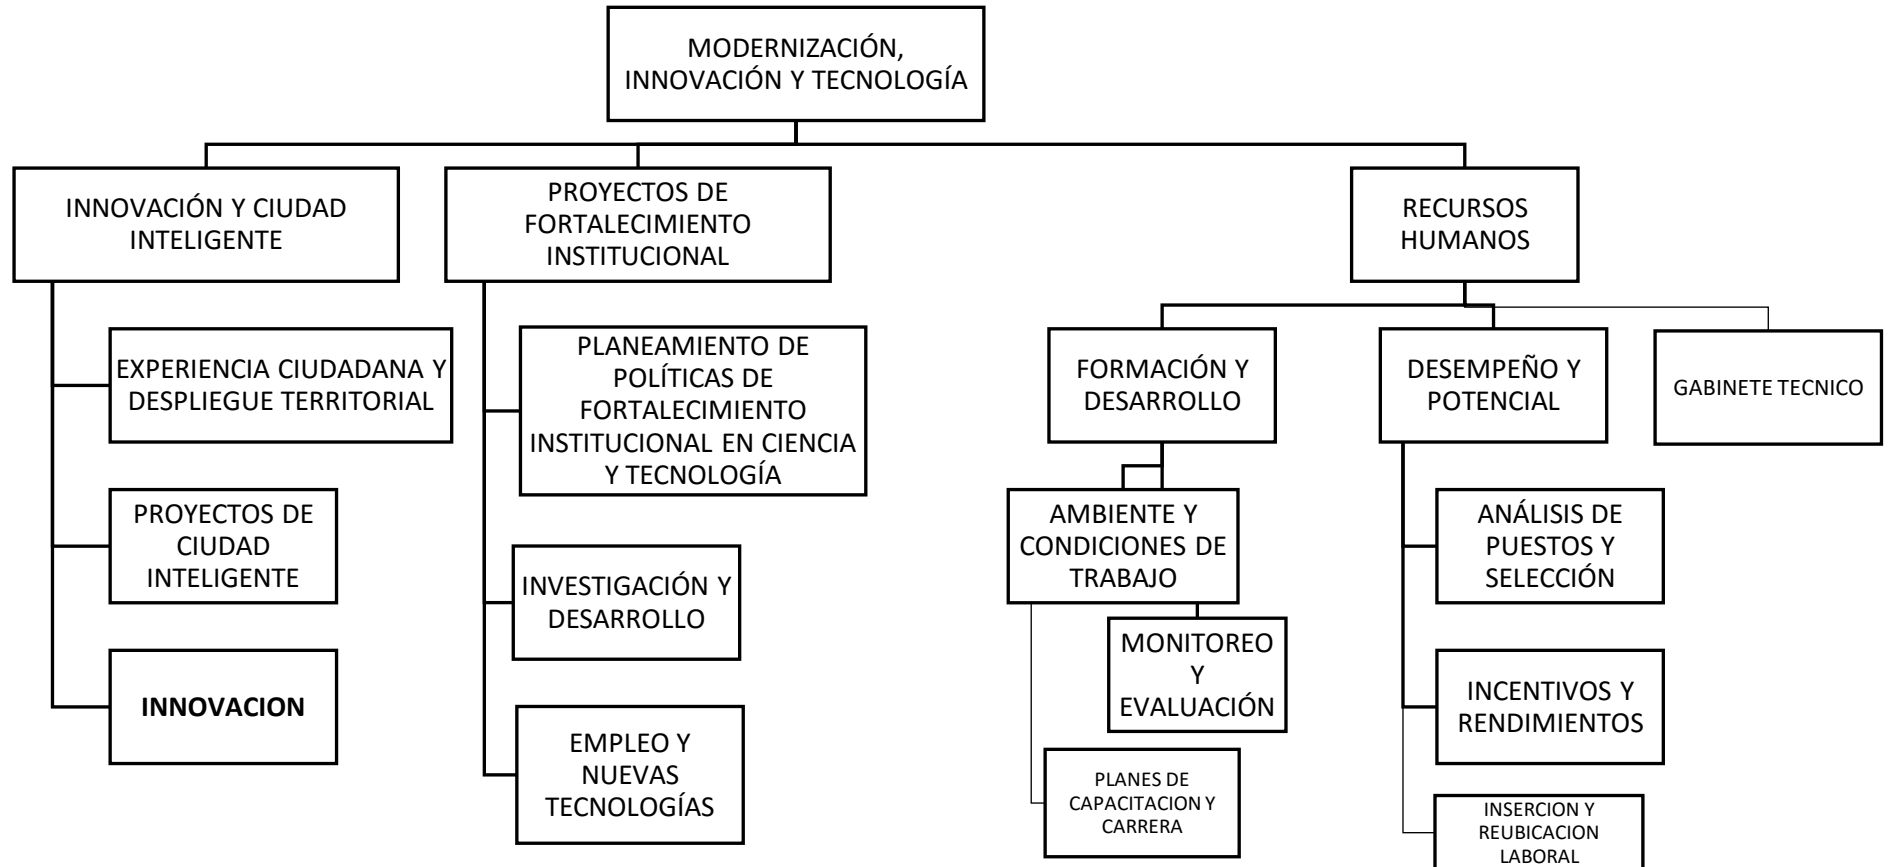 MODERNIZACIÓN,
INNOVACIÓN Y TECNOLOGÍA
INNOVACIÓN Y CIUDAD
INTELIGENTE
PROYECTOS DE
FORTALECIMIENTO
INSTITUCIONAL
RECURSOS
HUMANOS
EXPERIENCIA CIUDADANA Y
DESPLIEGUE TERRITORIAL
PROYECTOS DE
CIUDAD
INTELIGENTE
INNOVACION
PLANEAMIENTO DE
POLÍTICAS DE
FORTALECIMIENTO
INSTITUCIONAL EN CIENCIA
Y TECNOLOGÍA
INVESTIGACIÓN Y
DESARROLLO
EMPLEO Y
NUEVAS
TECNOLOGÍAS
FORMACIÓN Y
DESARROLLO
DESEMPEÑO Y
POTENCIAL
GABINETE TECNICO
AMBIENTE Y
CONDICIONES DE
TRABAJO
MONITOREO
Y
EVALUACIÓN
PLANES DE
CAPACITACION Y
CARRERA
ANÁLISIS DE
PUESTOS Y
SELECCIÓN
INCENTIVOS Y
RENDIMIENTOS
INSERCION Y
REUBICACION
LABORAL